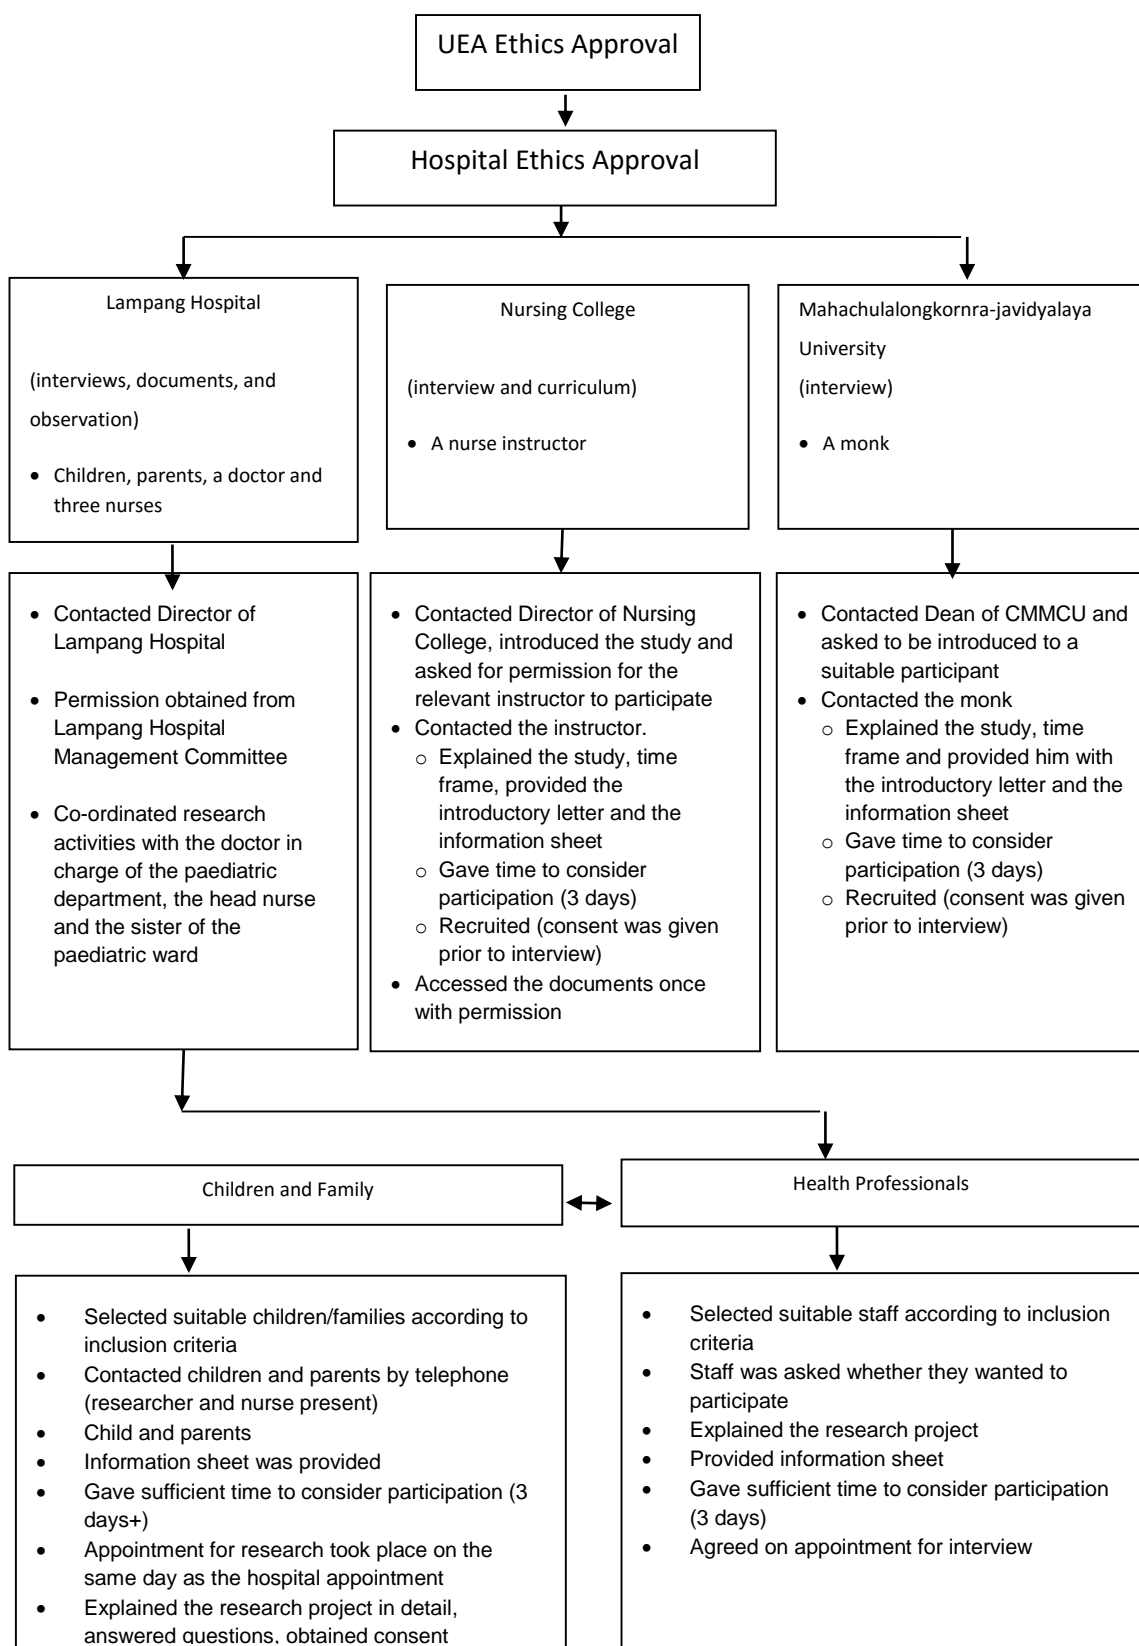 UEA Ethics Approval
Hospital Ethics Approval
Lampang Hospital
(interviews, documents, and
observation)
• Children, parents, a doctor and
three nurses
Nursing College
(interview and curriculum)
• A nurse instructor
Mahachulalongkornra-javidyalaya
University
(interview)
• A monk
• Contacted Director of
Lampang Hospital
• Permission obtained from
Lampang Hospital
Management Committee
• Co-ordinated research
activities with the doctor in
charge of the paediatric
department, the head nurse
and the sister of the
paediatric ward
• Contacted Director of Nursing
College, introduced the study and
asked for permission for the
relevant instructor to participate
• Contacted the instructor.
o Explained the study, time
frame, provided the
introductory letter and the
information sheet
o Gave time to consider
participation (3 days)
o Recruited (consent was given
prior to interview)
• Accessed the documents once
with permission
• Contacted Dean of CMMCU and
asked to be introduced to a
suitable participant
• Contacted the monk
o Explained the study, time
frame and provided him with
the introductory letter and the
information sheet
o Gave time to consider
participation (3 days)
o Recruited (consent was given
prior to interview)
Children and Family
Health Professionals
• Selected suitable children/families according to
inclusion criteria
• Contacted children and parents by telephone
(researcher and nurse present)
• Child and parents
• Information sheet was provided
• Gave sufficient time to consider participation (3
days+)
• Appointment for research took place on the
same day as the hospital appointment
• Explained the research project in detail,
answered questions, obtained consent
• Selected suitable staff according to inclusion
criteria
• Staff was asked whether they wanted to
participate
• Explained the research project
• Provided information sheet
• Gave sufficient time to consider participation
(3 days)
• Agreed on appointment for interview